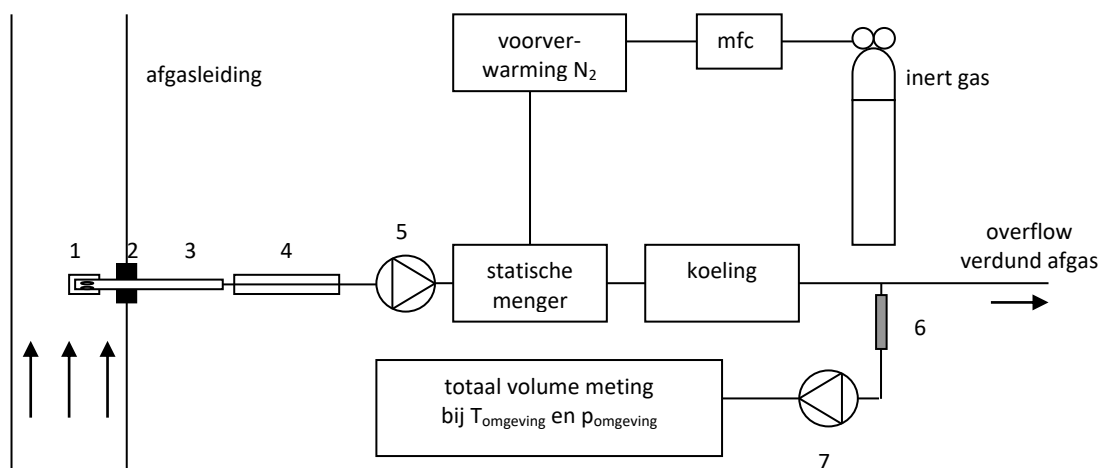 voorver-
warming N₂
mfc
afgasleiding
inert gas
1
2
3
4
5
statische
menger
koeling
overflow
verdund afgas
6
totaal volume meting
bij Tomgeving en pomgeving
7